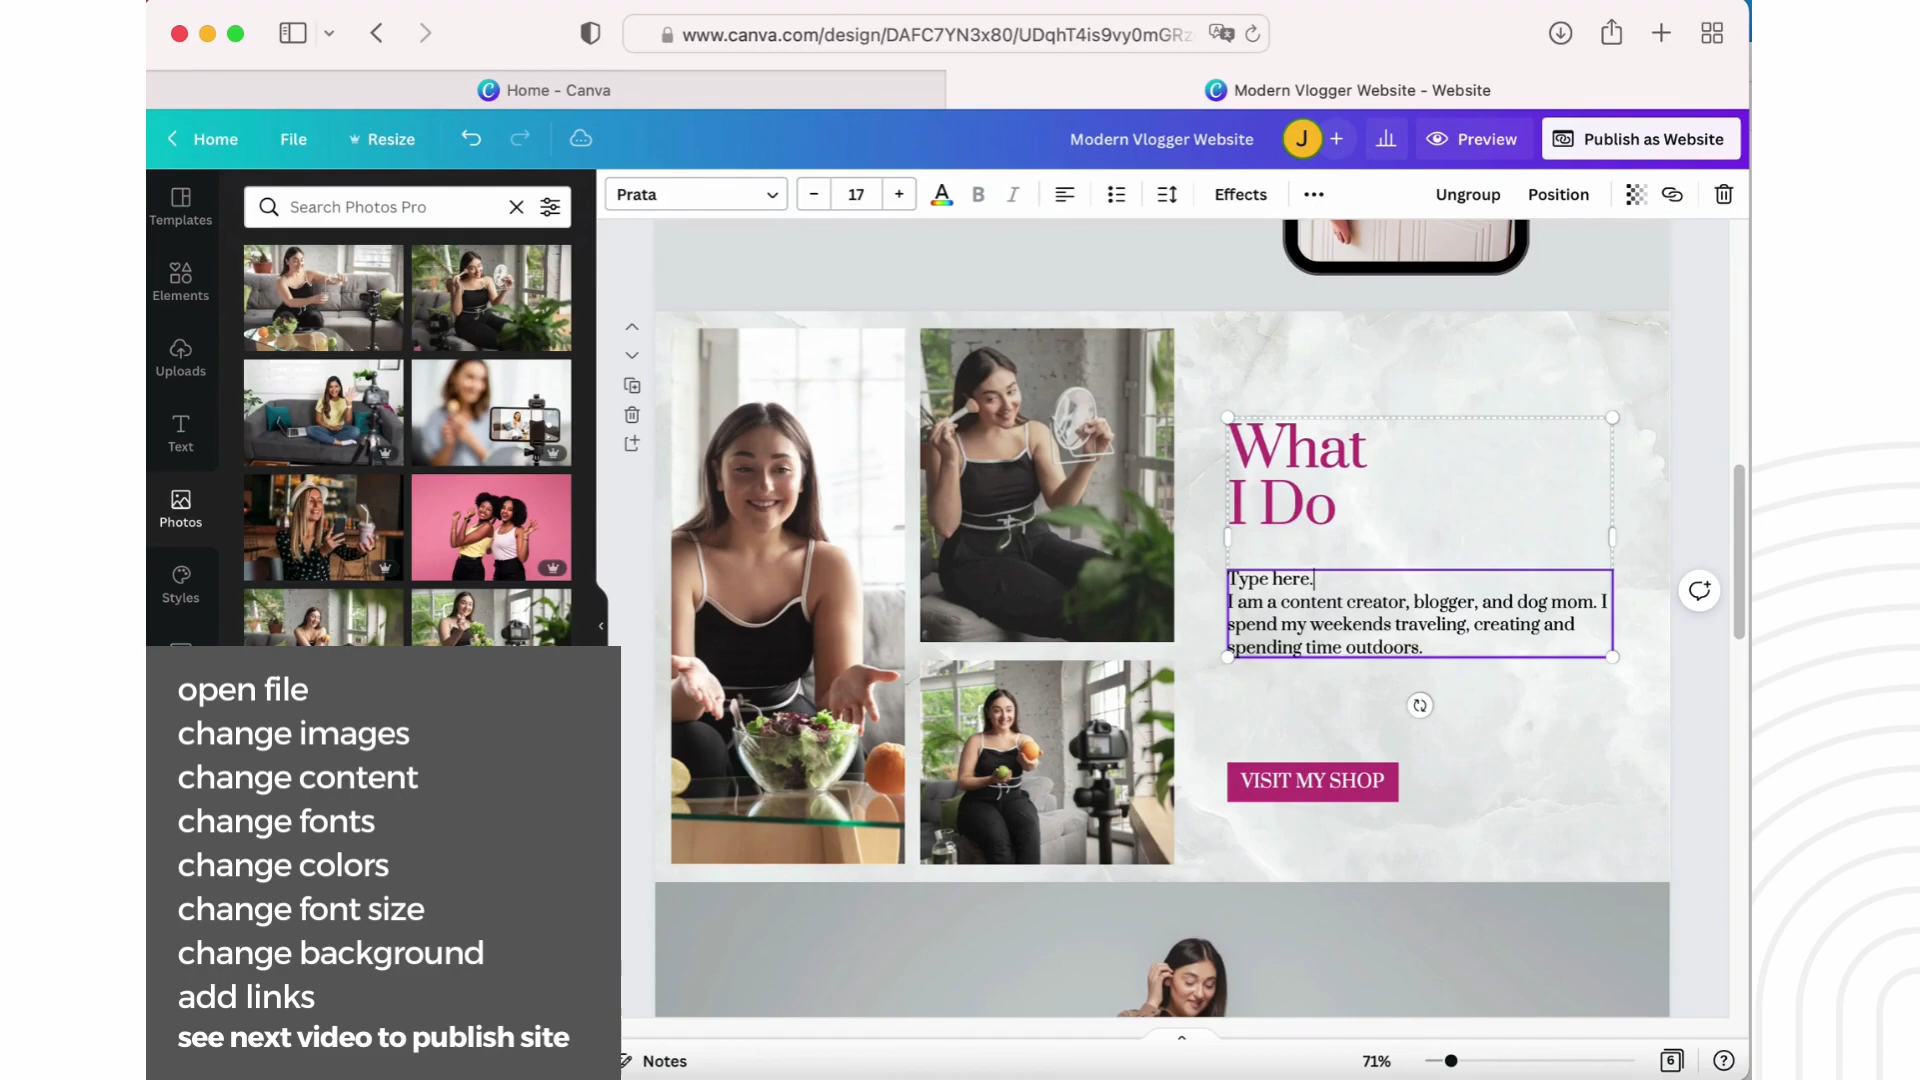 www.canva.com/design/DAFC7YN3x80/UDqhT4is9vy0mGRz
Home - Canva
Modern Vlogger Website - Website
Home
File
Resize
Modern Vlogger Website
J
Preview
Publish as Website
Templates
Elements
Uploads
Text
Photos
Styles
Search Photos Pro
Prata
17
A
B
I
Effects
Ungroup
Position
What
I Do
Type here.
I am a content creator, blogger, and dog mom. I
spend my weekends traveling, creating and
spending time outdoors.
VISIT MY SHOP
open file
change images
change content
change fonts
change colors
change font size
change background
add links
see next video to publish site
Notes
71%
6
?